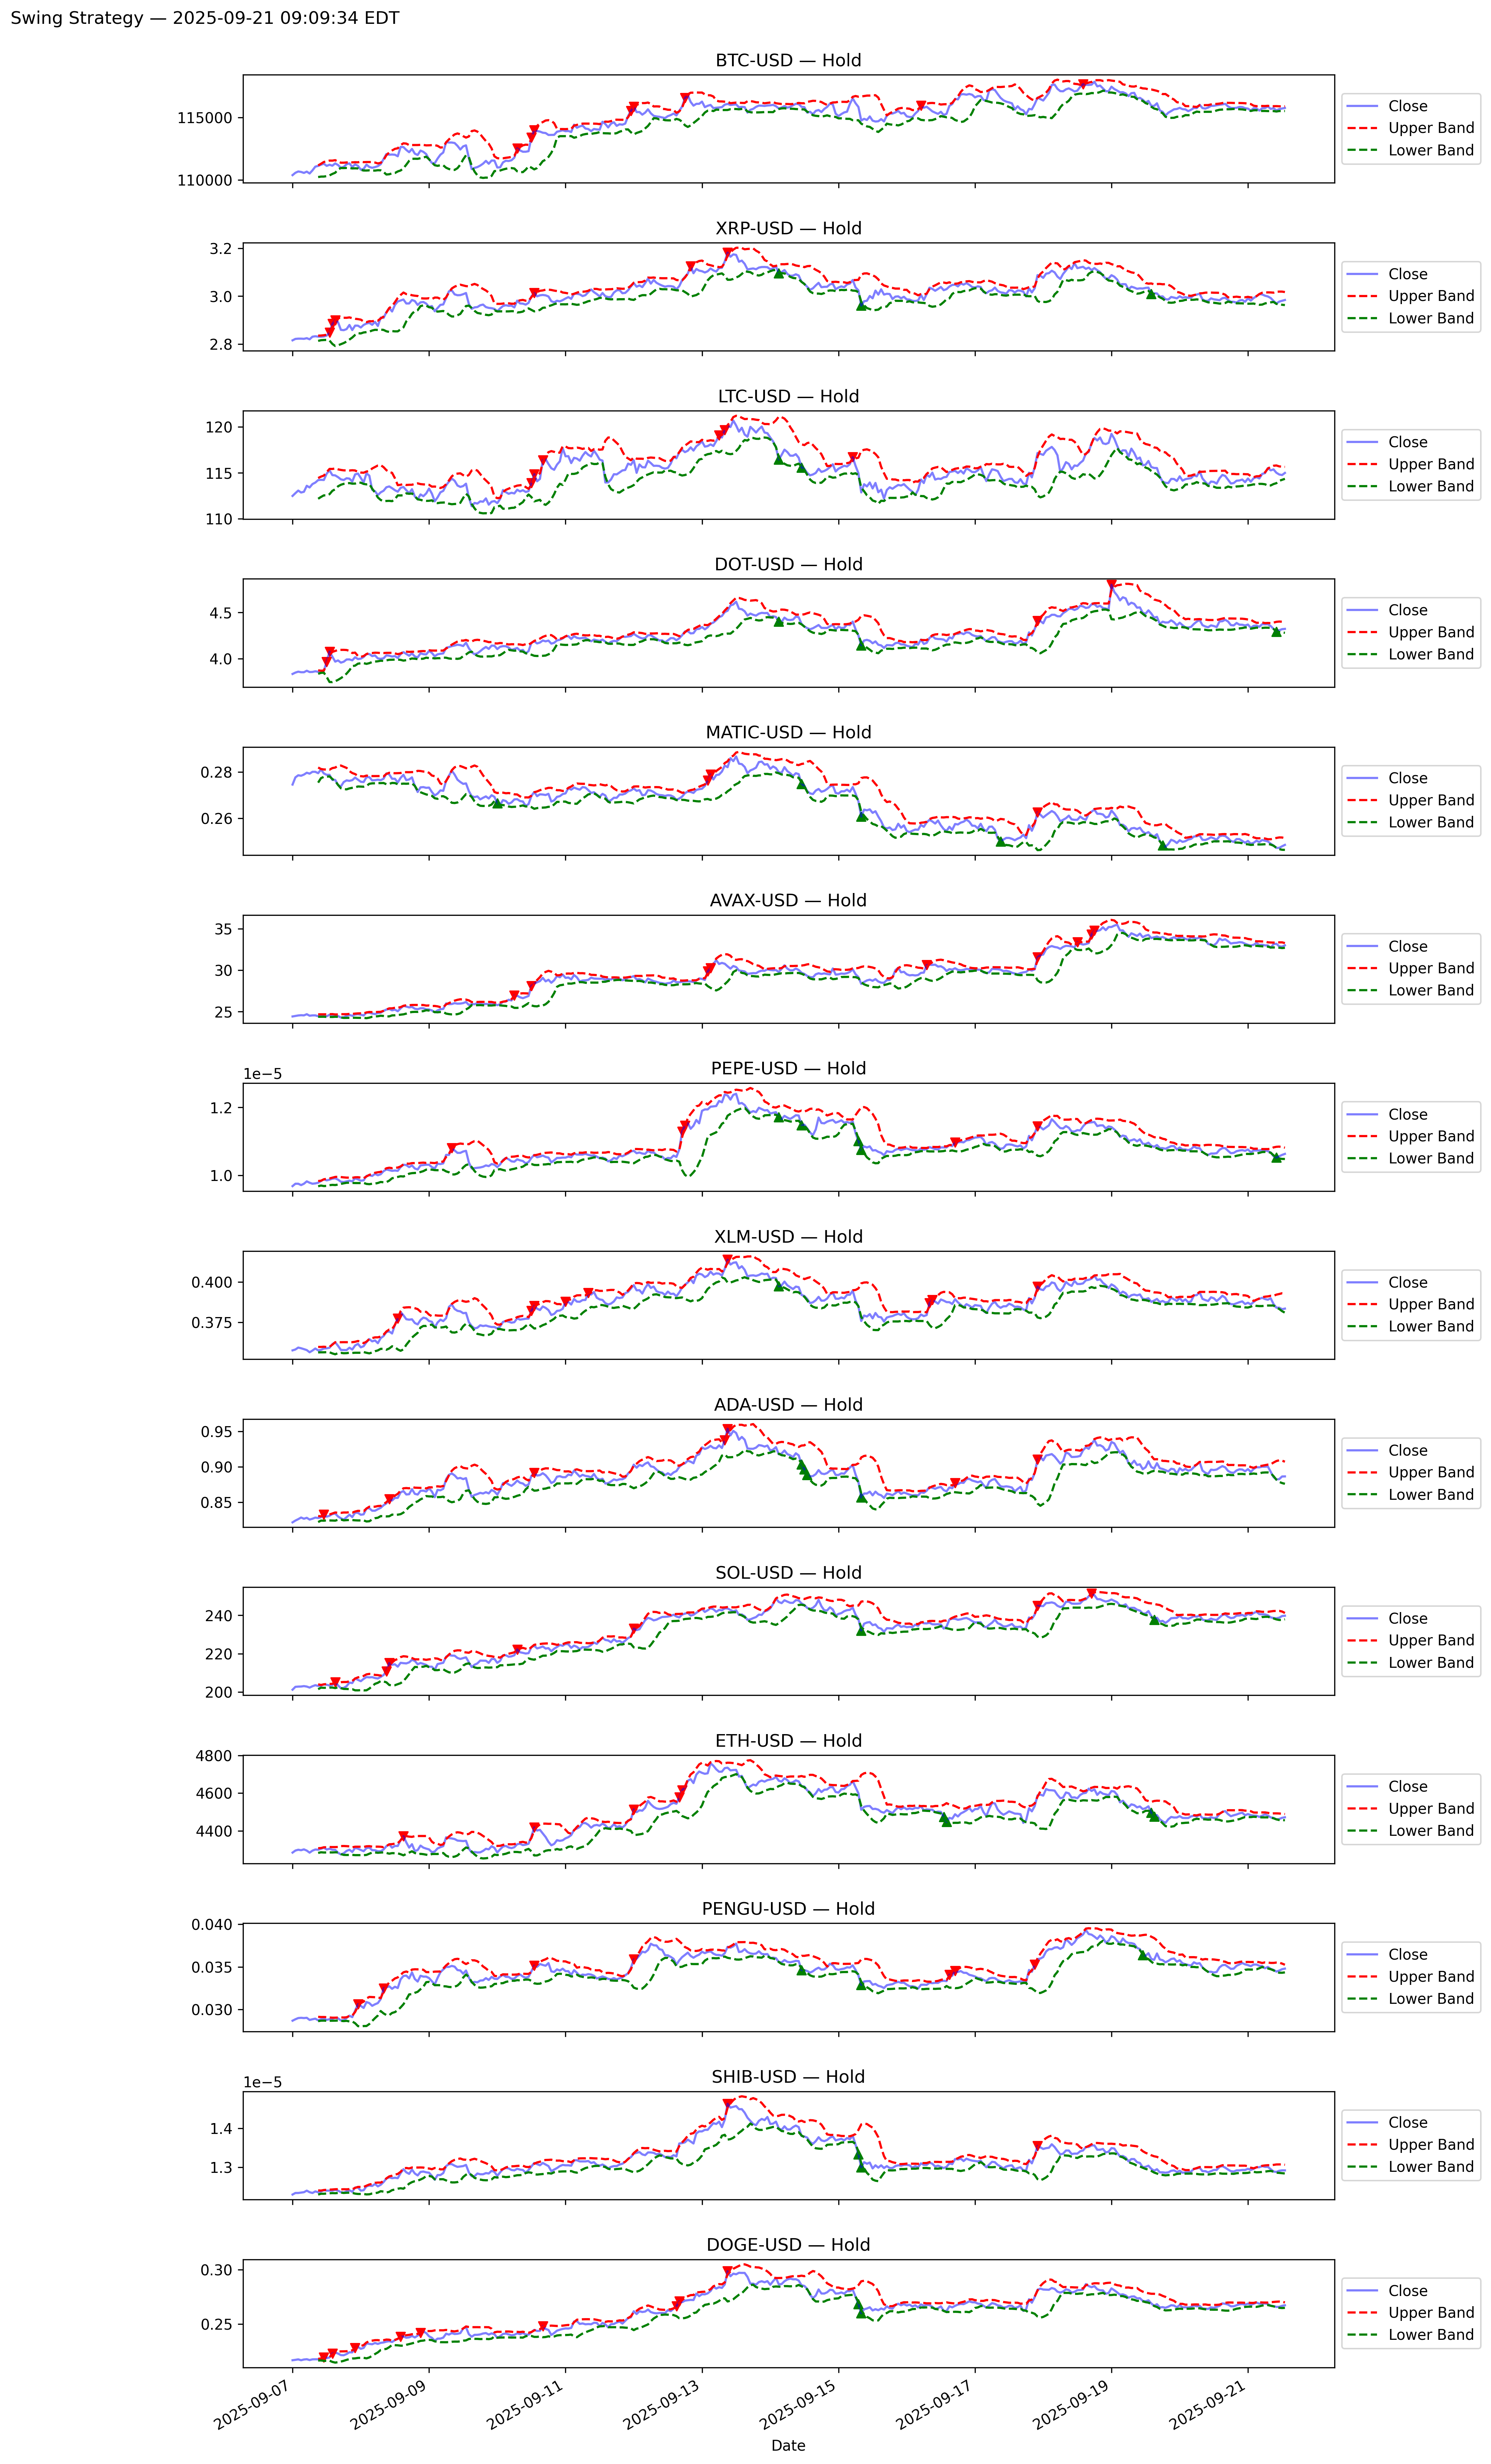 Swing Strategy — 2025-09-21 09:09:34 EDT
BTC-USD — Hold
115000
110000
Close
Upper Band
Lower Band
XRP-USD — Hold
3.2
3.0
2.8
Close
Upper Band
Lower Band
LTC-USD — Hold
120
115
110
Close
Upper Band
Lower Band
DOT-USD — Hold
4.5
4.0
Close
Upper Band
Lower Band
MATIC-USD — Hold
0.28
0.26
Close
Upper Band
Lower Band
AVAX-USD — Hold
35
30
25
Close
Upper Band
Lower Band
PEPE-USD — Hold
1e−5
1.2
1.0
Close
Upper Band
Lower Band
XLM-USD — Hold
0.400
0.375
Close
Upper Band
Lower Band
ADA-USD — Hold
0.95
0.90
0.85
Close
Upper Band
Lower Band
SOL-USD — Hold
240
220
200
Close
Upper Band
Lower Band
ETH-USD — Hold
4800
4600
4400
Close
Upper Band
Lower Band
PENGU-USD — Hold
0.040
0.035
0.030
Close
Upper Band
Lower Band
SHIB-USD — Hold
1e−5
1.4
1.3
Close
Upper Band
Lower Band
DOGE-USD — Hold
0.30
0.25
Close
Upper Band
Lower Band
2025-09-07
2025-09-09
2025-09-11
2025-09-13
2025-09-15
2025-09-17
2025-09-19
2025-09-21
Date